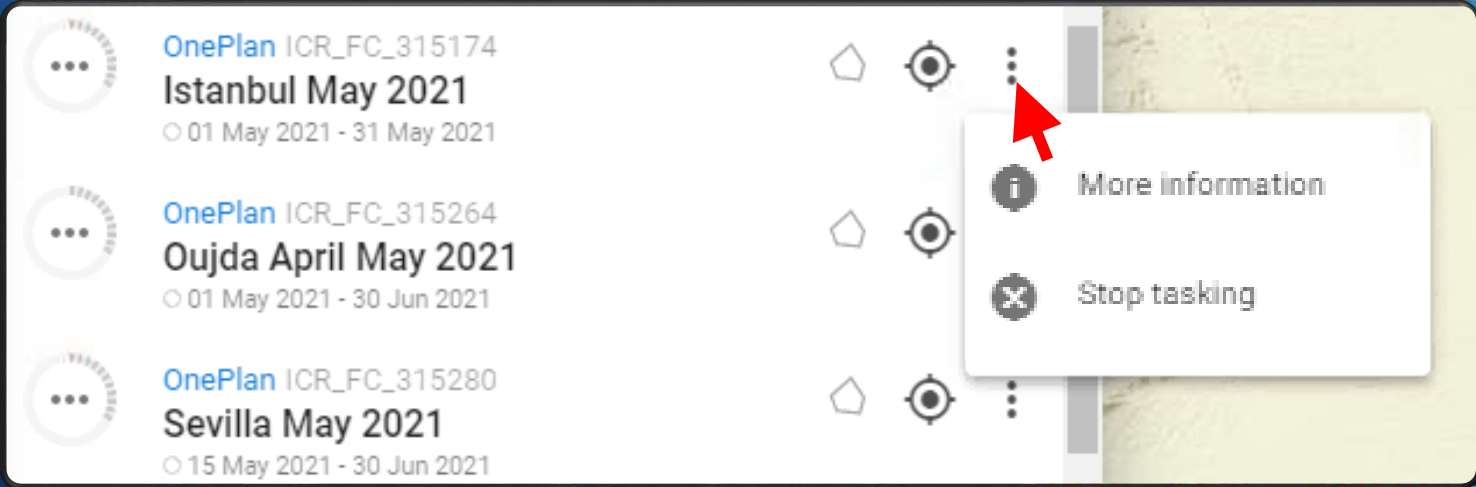 OnePlan ICR_FC_315174
Istanbul May 2021
01 May 2021 - 31 May 2021
More information
OnePlan ICR_FC_315264
Oujda April May 2021
01 May 2021 - 30 Jun 2021
Stop tasking
OnePlan ICR_FC_315280
Sevilla May 2021
15 May 2021 - 30 Jun 2021